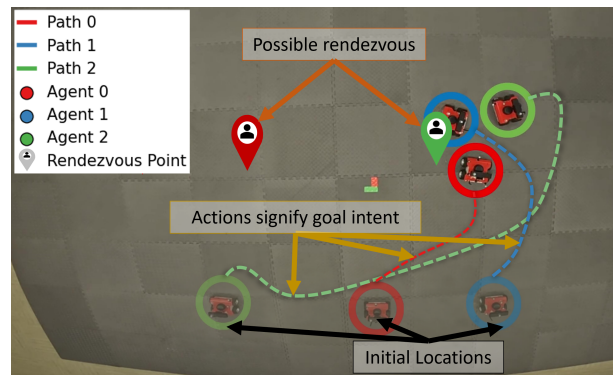 Path 0
Path 1
Path 2
Agent 0
Agent 1
Agent 2
Rendezvous Point
Possible rendezvous
Actions signify goal intent
Initial Locations